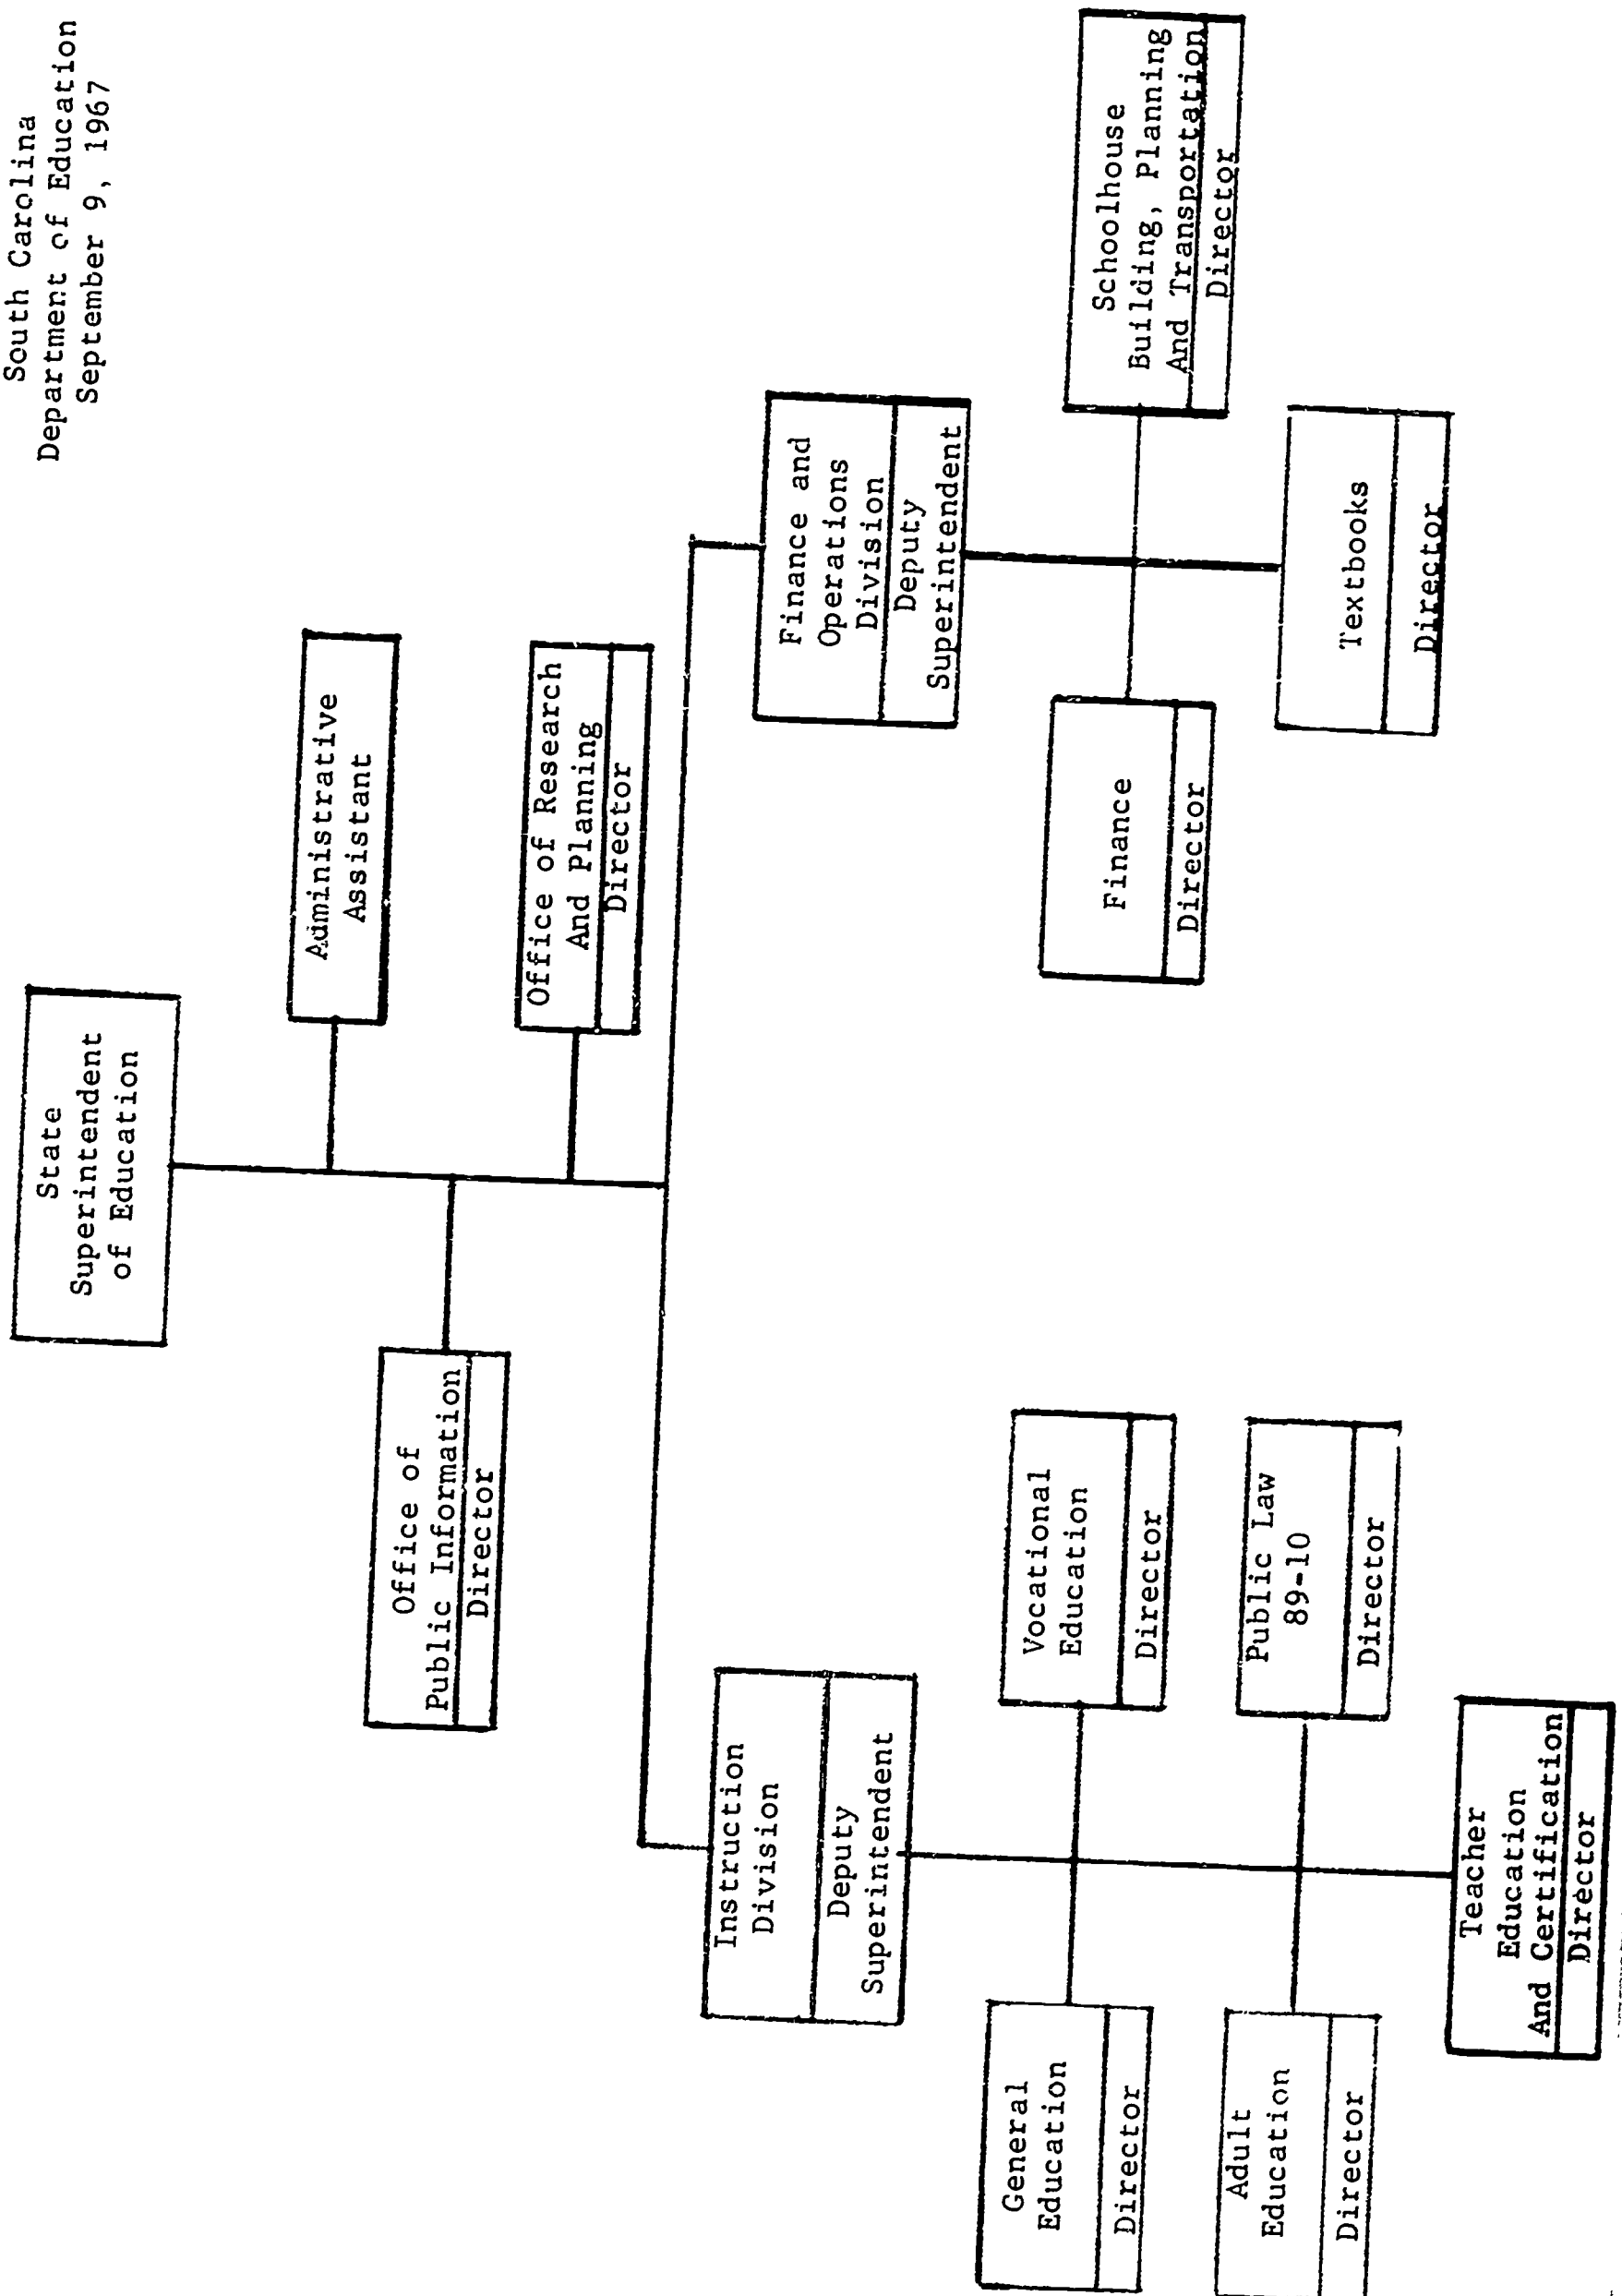 South Carolina
Department of Education
September 9, 1967
State
Superintendent
of Education
Administrative
Assistant
Office of
Public Information
Director
Office of Research
And Planning
Director
Instruction
Division
Deputy
Superintendent
Finance and
Operations
Division
Deputy
Superintendent
General
Education
Director
Vocational
Education
Director
Adult
Education
Director
Public Law
89-10
Director
Teacher
Education
And Certification
Director
Finance
Director
Schoolhouse
Building, Planning
And Transportation
Director
Textbooks
Director